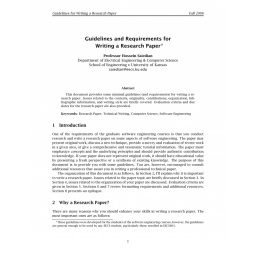 Guidelines for Writing a Research Paper Fall 2006
Guidelines and Requirements for
Writing a Research Paper*
Professor Hossein Saiedian
Department of Electrical Engineering & Computer Science
School of Engineering • University of Kansas
saiedian@eecs.ku.edu
Abstract
This document provides some minimal guidelines (and requirements) for writing a re-
search paper. Issues related to the contents, originality, contributions, organization, bib-
liographic information, and writing style are briefly covered. Evaluation criteria and due
dates for the research paper are also provided.
Keywords: Research Paper, Technical Writing, Computer Science, Software Engineering
1 Introduction
One of the requirements of the graduate software engineering courses is that you conduct
research and write a research paper on some aspects of software engineering. The paper may
present original work, discuss a new technique, provide a survey and evaluation of recent work
in a given area, or give a comprehensive and taxonomic tutorial information. The paper must
emphasize concepts and the underlying principles and should provide authentic contribution
to knowledge. If your paper does not represent original work, it should have educational value
by presenting a fresh perspective or a synthesis of existing knowledge. The purpose of this
document is to provide you with some guidelines. You are, however, encouraged to consult
additional resources that assist you in writing a professional technical paper.
The organization of this document is as follows. In Section 2, I'll explain why it is important
to write a research paper. Issues related to the paper topic are briefly discussed in Section 3. In
Section 4, issues related to the organization of your paper are discussed. Evaluation criteria are
given in Section 5. Sections 6 and 7 cover formatting requirements and additional resources.
Section 8 presents an epilogue.
2 Why a Research Paper?
There are many reasons why you should enhance your skills in writing a research paper. The
most important ones are as follows:
*These guidelines were developed for the students of the software engineering courses; however, the guidelines
are general enough to be used by any EECS student, particularly those enrolled in EECS801.
1